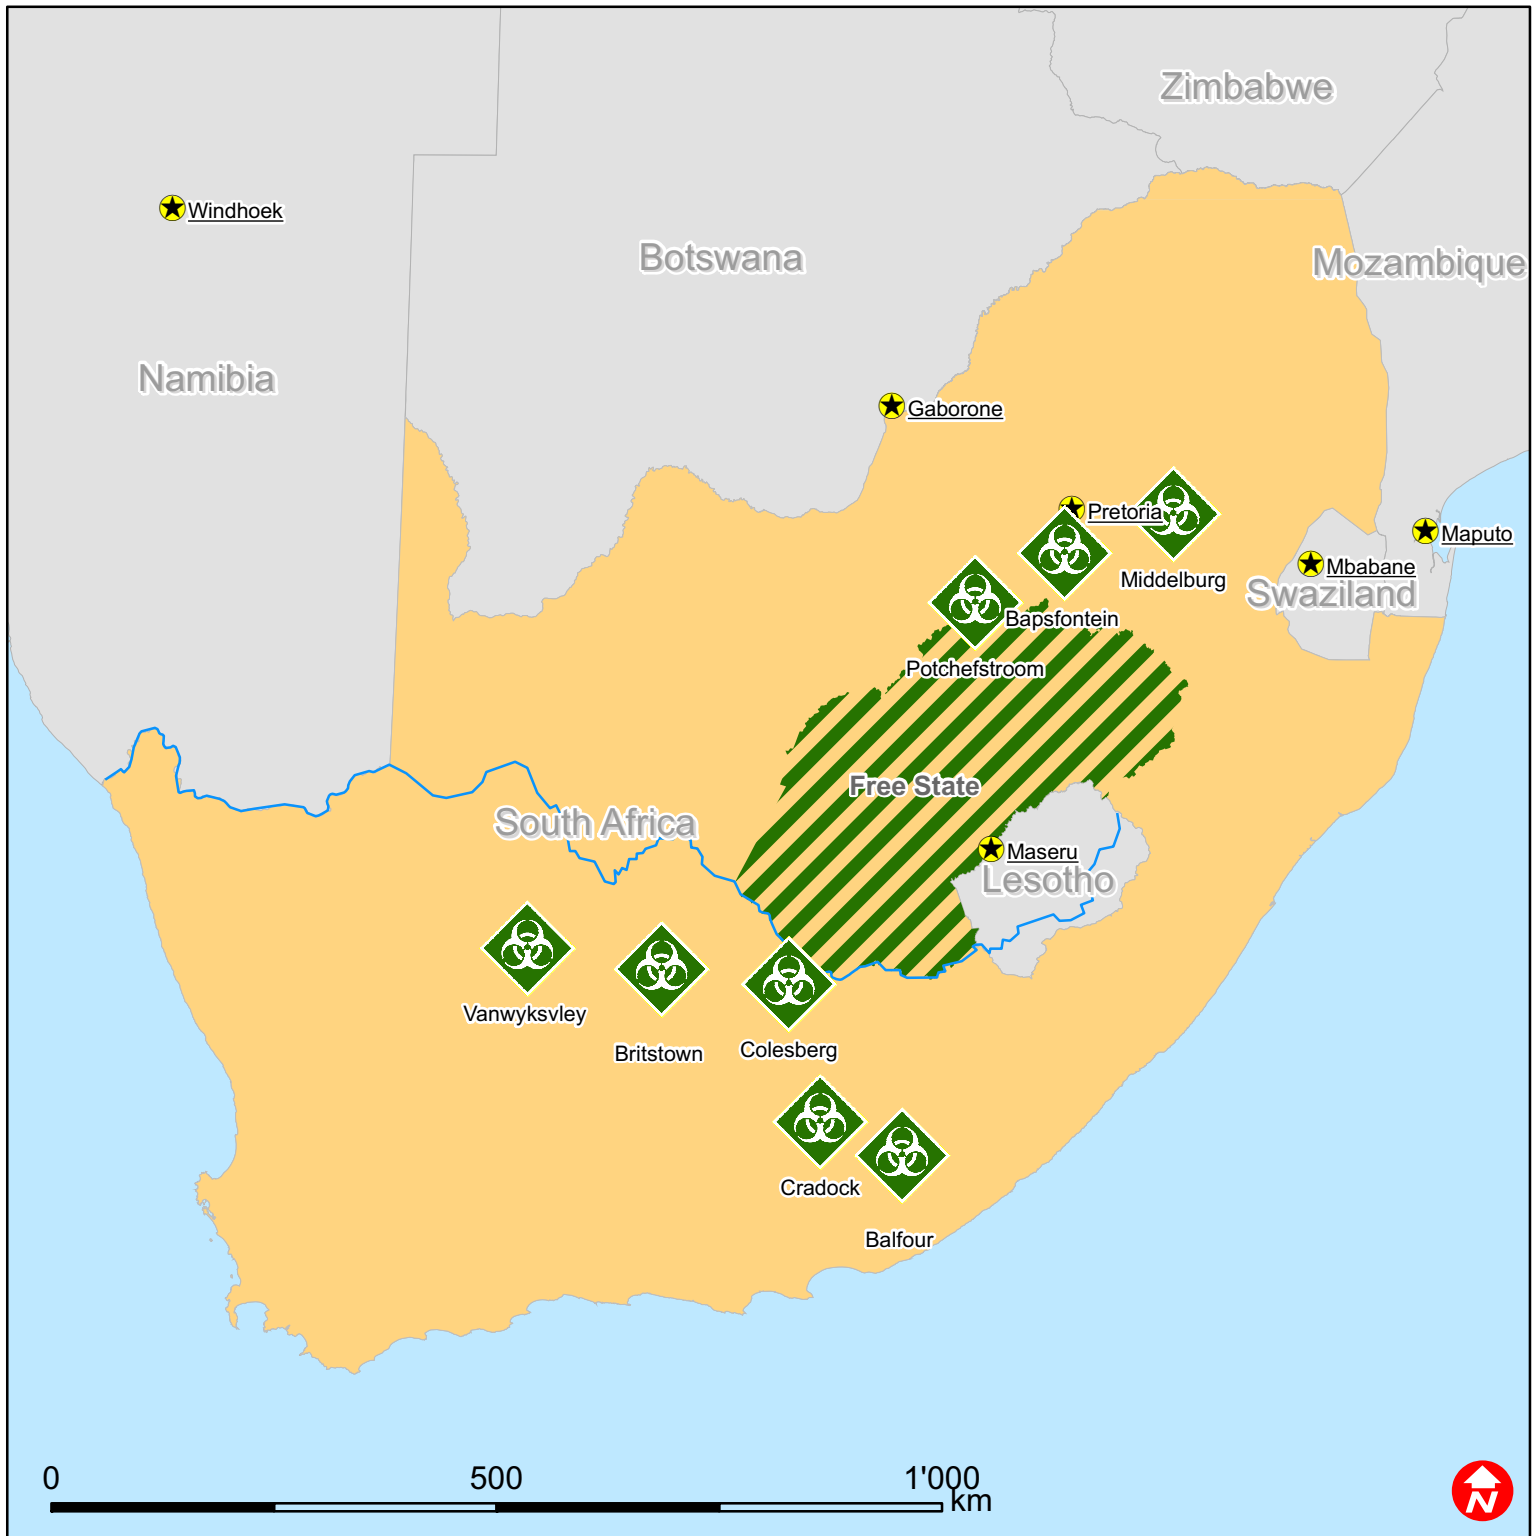 Zimbabwe
Windhoek
Botswana
Mozambique
Namibia
Gaborone
Pretoria
Maputo
Mbabane
Middelburg
Swaziland
Bapsfontein
Potchefstroom
Free State
South Africa
Maseru
Lesotho
Vanwyksvley
Britstown
Colesberg
Cradock
Balfour
0 500 1'000
km
N